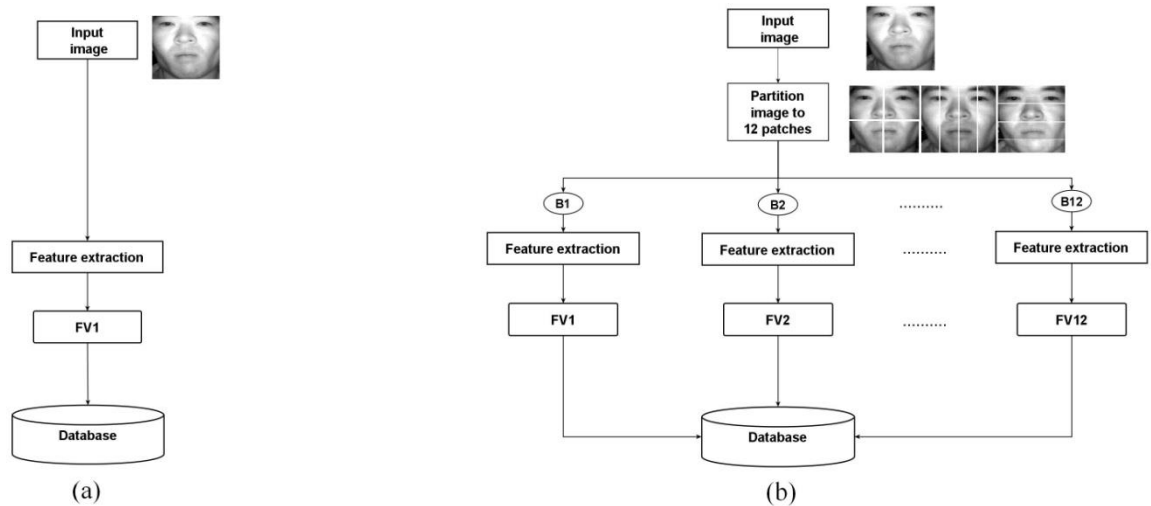 Input
image
Feature extraction
FV1
Database
(a)
Input
image
Partition
image to
12 patches
B1 B2 .......... B12
Feature extraction Feature extraction .......... Feature extraction
FV1 FV2 .......... FV12
Database
(b)